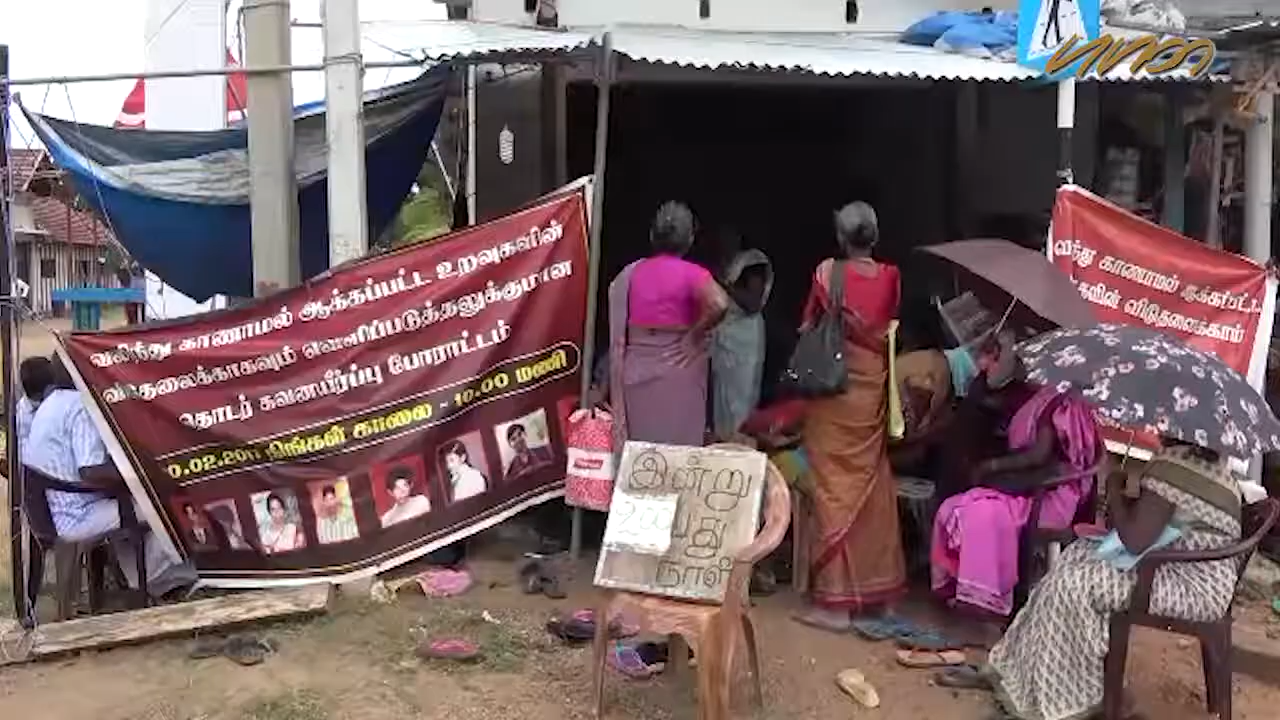 வலிந்து காணாமல் ஆக்கப்பட்ட உறவுகளின்
விடுதலைக்காகவும் வெளிப்படுத்தலுக்குமான
தொடர் கவனயீர்ப்பு போராட்டம்
திங்கள் காலை - 10.00 மணி
இன்று
வது
நாள்
காணாமல் ஆக்கப்பட்ட
விடுதலைக்காய்